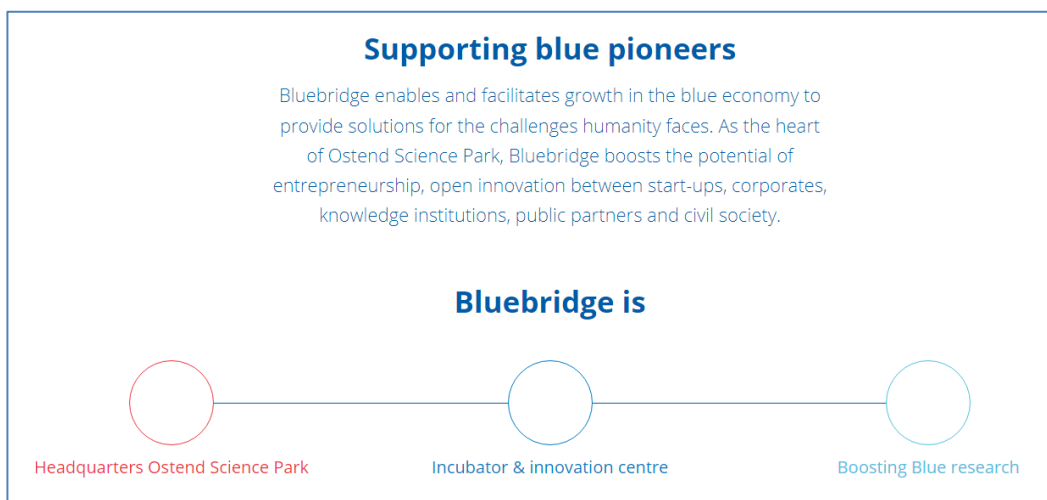 Supporting blue pioneers
Bluebridge enables and facilitates growth in the blue economy to
provide solutions for the challenges humanity faces. As the heart
of Ostend Science Park, Bluebridge boosts the potential of
entrepreneurship, open innovation between start-ups, corporates,
knowledge institutions, public partners and civil society.
Bluebridge is
Headquarters Ostend Science Park
Incubator & innovation centre
Boosting Blue research